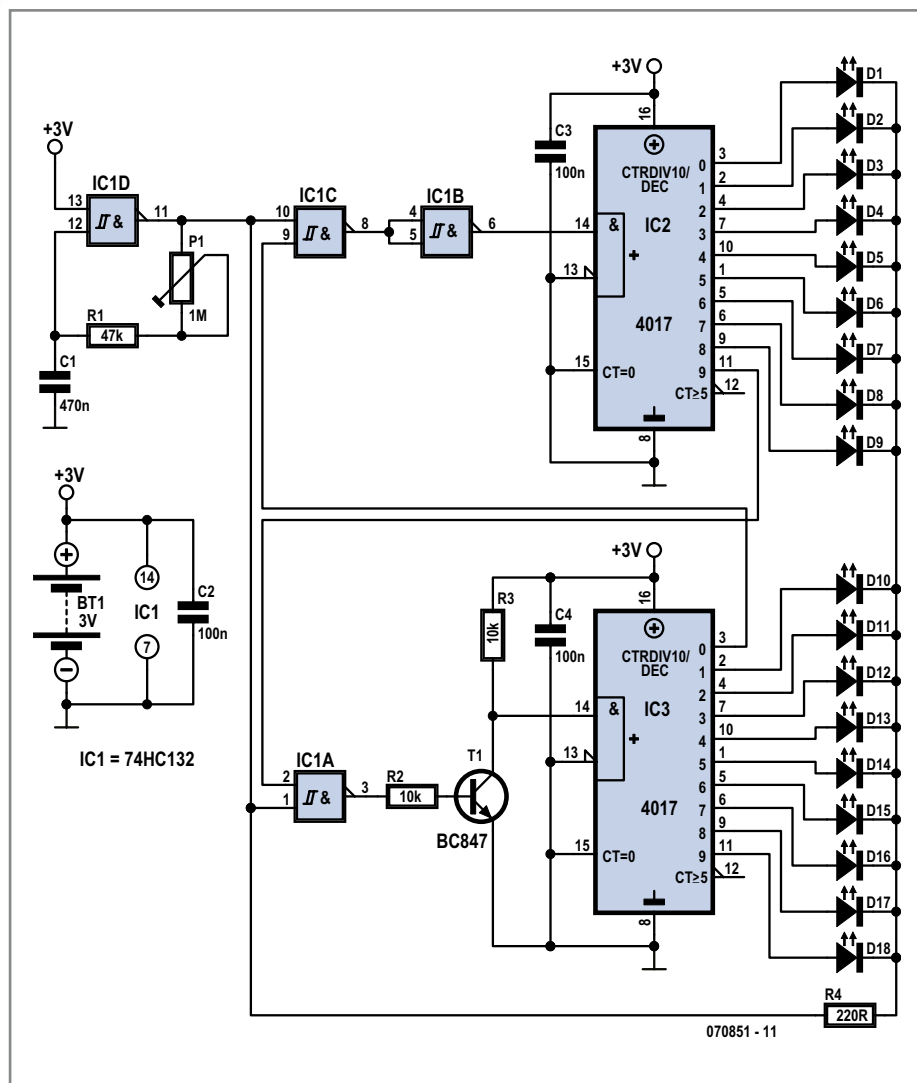 +3V
13
12
IC1D
&
11
P1
1M
R1
47k
C1
470n
10
9
IC1C
&
8
4
5
IC1B
&
6
+3V
C3
100n
16
CTRDIV10/
DEC
14
&
IC2
+
13
4017
15
CT=0
8
0
1
2
3
4
5
6
7
8
9
CT≥5
3
2
4
7
10
1
5
6
9
11
12
D1
D2
D3
D4
D5
D6
D7
D8
D9
+3V
+
BT1
3V
−
14
IC1
7
C2
100n
IC1 = 74HC132
IC1A
2
1
&
3
R2
10k
T1
BC847
R3
10k
+3V
C4
100n
16
CTRDIV10/
DEC
14
&
IC3
+
13
4017
15
CT=0
8
0
1
2
3
4
5
6
7
8
9
CT≥5
3
2
4
7
10
1
5
6
9
11
12
D10
D11
D12
D13
D14
D15
D16
D17
D18
R4
220R
070851 - 11